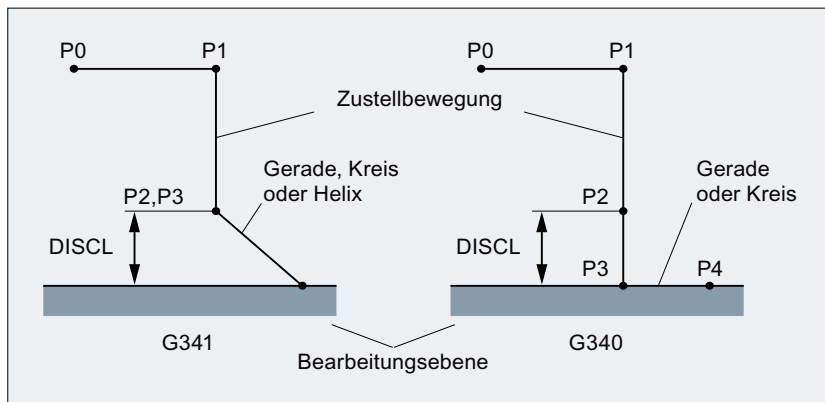 P0
P1
P0
P1
Zustellbewegung
Gerade, Kreis
oder Helix
Gerade
oder Kreis
P2,P3
P2
DISCL
DISCL
P3
P4
G341
G340
Bearbeitungsebene